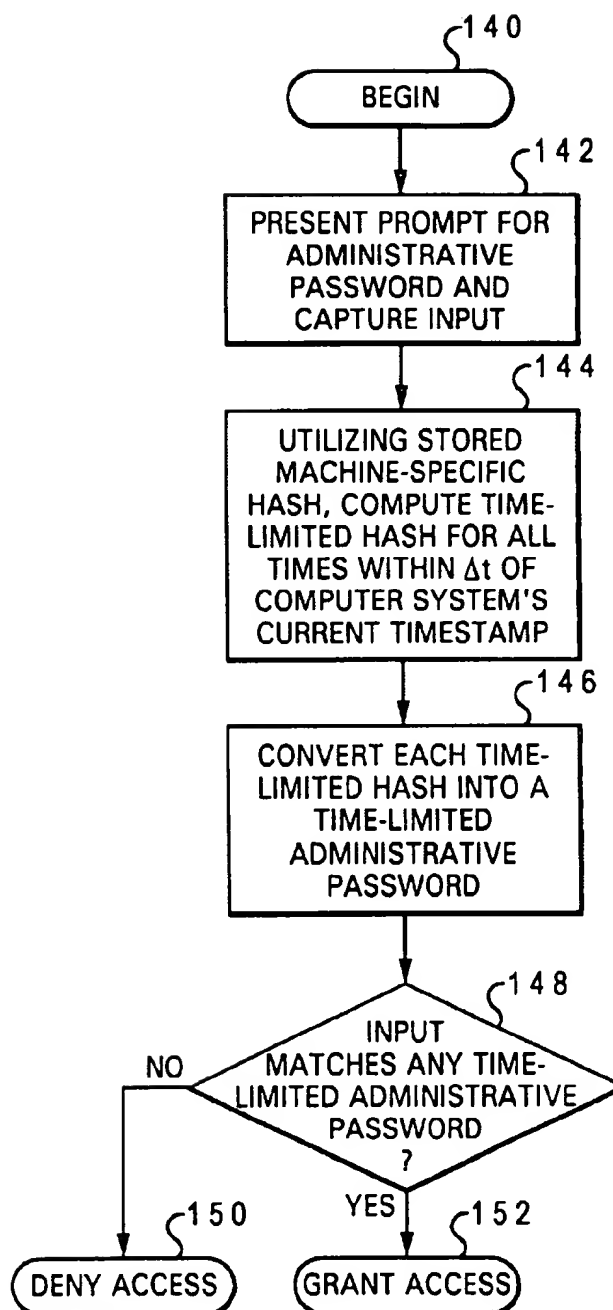 140
BEGIN
142
PRESENT PROMPT FOR
ADMINISTRATIVE
PASSWORD AND
CAPTURE INPUT
144
UTILIZING STORED
MACHINE-SPECIFIC
HASH, COMPUTE TIME-
LIMITED HASH FOR ALL
TIMES WITHIN Δt OF
COMPUTER SYSTEM'S
CURRENT TIMESTAMP
146
CONVERT EACH TIME-
LIMITED HASH INTO A
TIME-LIMITED
ADMINISTRATIVE
PASSWORD
148
INPUT
MATCHES ANY TIME-
LIMITED ADMINISTRATIVE
PASSWORD
?
NO
YES
150
DENY ACCESS
152
GRANT ACCESS